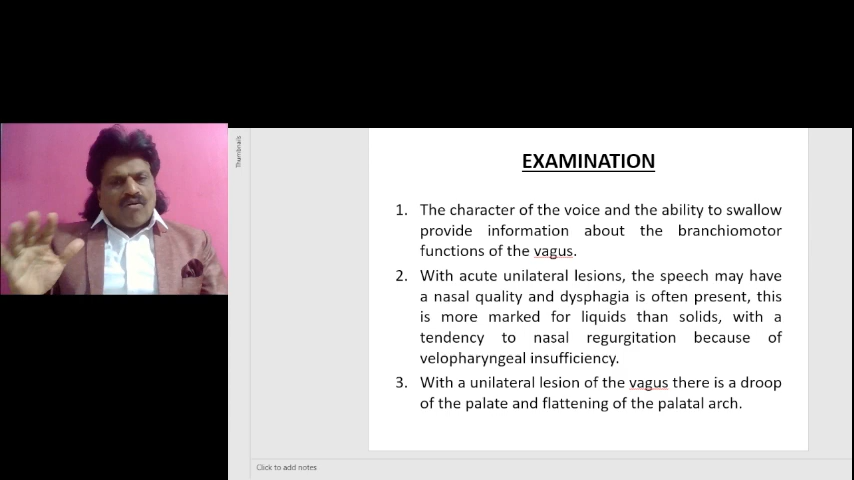 Thumbnails
EXAMINATION
1. The character of the voice and the ability to swallow
provide information about the branchiomotor
functions of the vagus.
2. With acute unilateral lesions, the speech may have
a nasal quality and dysphagia is often present, this
is more marked for liquids than solids, with a
tendency to nasal regurgitation because of
velopharyngeal insufficiency.
3. With a unilateral lesion of the vagus there is a droop
of the palate and flattening of the palatal arch.
Click to add notes